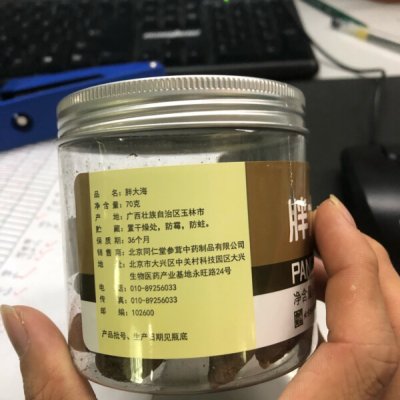 品 名：胖大海
净 含 量：70克
产 地：广西壮族自治区玉林市
贮 藏：置干燥处，防霉，防蛀。
保 质 期：36个月
销 售 商：北京同仁堂参茸中药制品有限公司
地 址：北京市大兴区中关村科技园区大兴
生物医药产业基地永旺路24号
电 话：010-89256033
传 真：010-89256033
邮 编：102600
产品批号、生产日期见瓶底
胖
PAN
净含